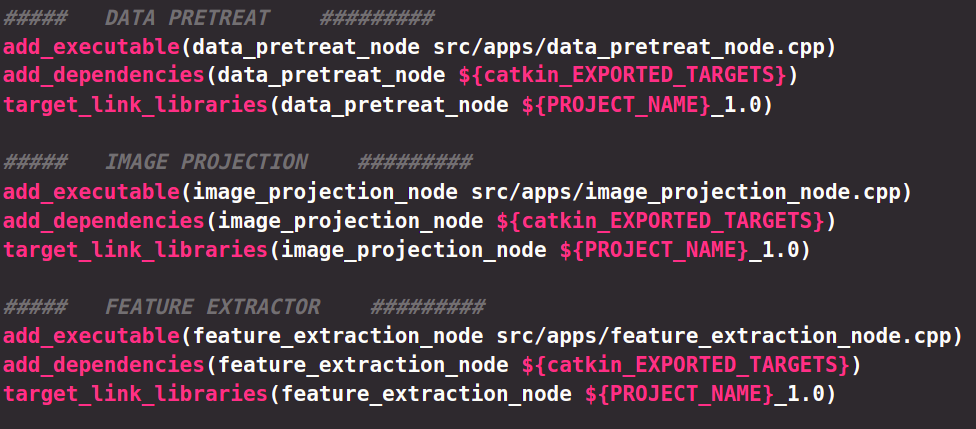 #####   DATA PRETREAT    #########
add_executable(data_pretreat_node src/apps/data_pretreat_node.cpp)
add_dependencies(data_pretreat_node ${catkin_EXPORTED_TARGETS})
target_link_libraries(data_pretreat_node ${PROJECT_NAME}_1.0)

#####   IMAGE PROJECTION    #########
add_executable(image_projection_node src/apps/image_projection_node.cpp)
add_dependencies(image_projection_node ${catkin_EXPORTED_TARGETS})
target_link_libraries(image_projection_node ${PROJECT_NAME}_1.0)

#####   FEATURE EXTRACTOR    #########
add_executable(feature_extraction_node src/apps/feature_extraction_node.cpp)
add_dependencies(feature_extraction_node ${catkin_EXPORTED_TARGETS})
target_link_libraries(feature_extraction_node ${PROJECT_NAME}_1.0)